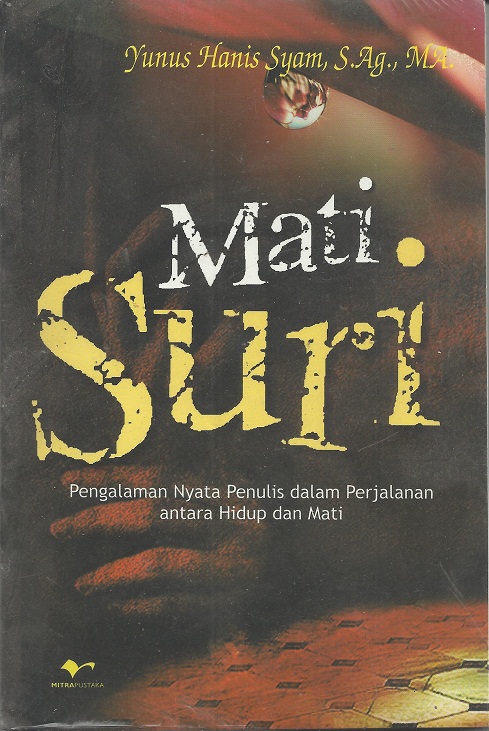 Yunus Hanis Syam, S.Ag., MA.
Mati
Suri
Pengalaman Nyata Penulis dalam Perjalanan
antara Hidup dan Mati
MITRAPUSTAKA